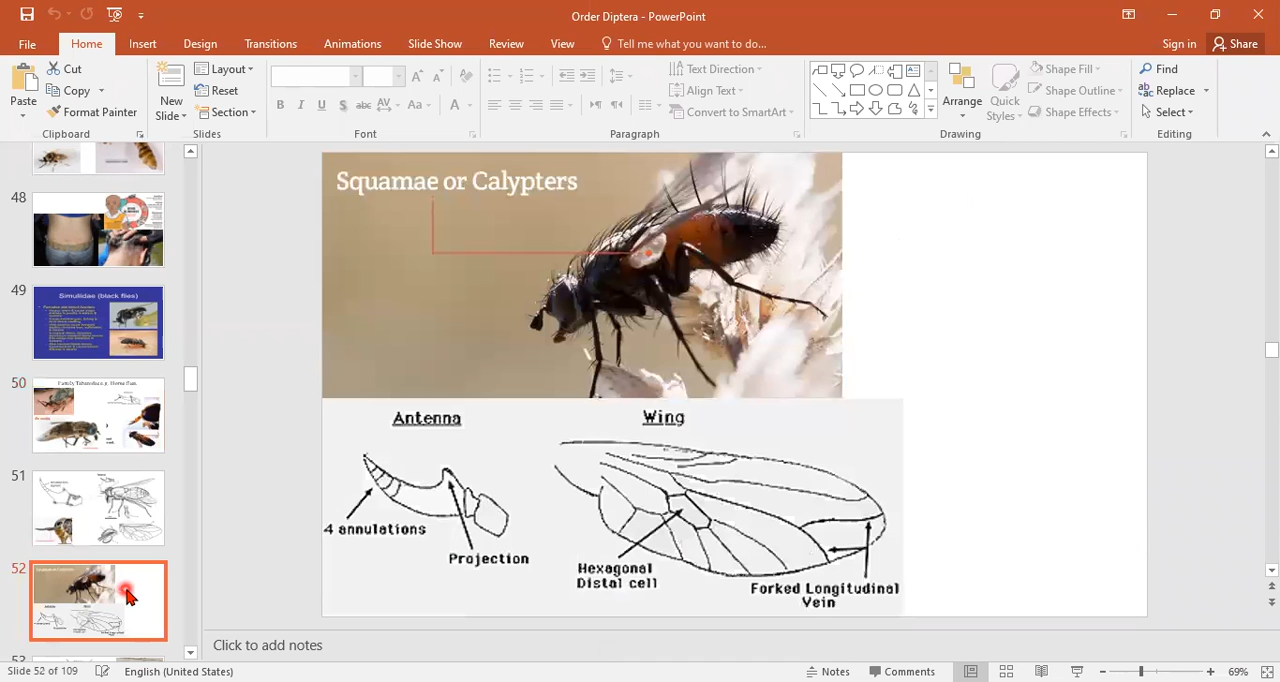 Order Diptera - PowerPoint
File Home Insert Design Transitions Animations Slide Show Review View Tell me what you want to do... Sign in Share
Cut Layout Text Direction Shape Fill Find
Paste Copy New Slide Reset Align Text Arrange Quick Styles Shape Outline Replace
Format Painter Section Convert to SmartArt Shape Effects Select
Clipboard Slides Font Paragraph Drawing Editing
48
49
Simuliidae (black flies)
50
51
52
53
Squamae or Calypters
Antenna Wing
4 annulations
Projection
Hexagonal
Distal cell
Forked Longitudinal
Vein
Click to add notes
Slide 52 of 109 English (United States) Notes Comments 69%